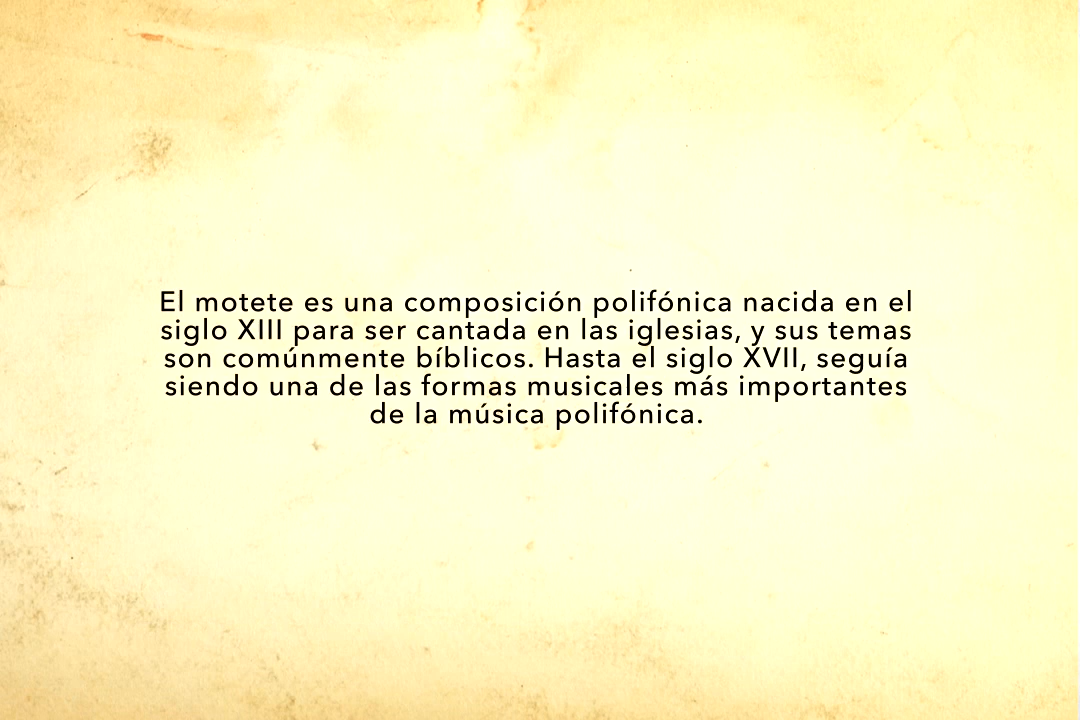 El motete es una composición polifónica nacida en el
siglo XIII para ser cantada en las iglesias, y sus temas
son comúnmente bíblicos. Hasta el siglo XVII, seguía
siendo una de las formas musicales más importantes
de la música polifónica.